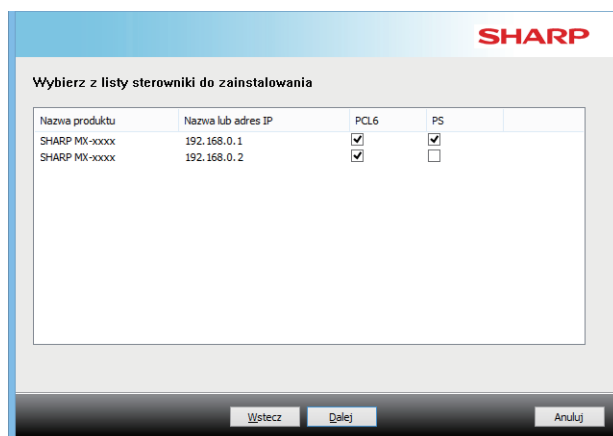 SHARP
Wybierz z listy sterowniki do zainstalowania
Nazwa produktu Nazwa lub adres IP PCL6 PS
SHARP MX-xxxx 192.168.0.1
SHARP MX-xxxx 192.168.0.2
Wstecz Dalej Anuluj